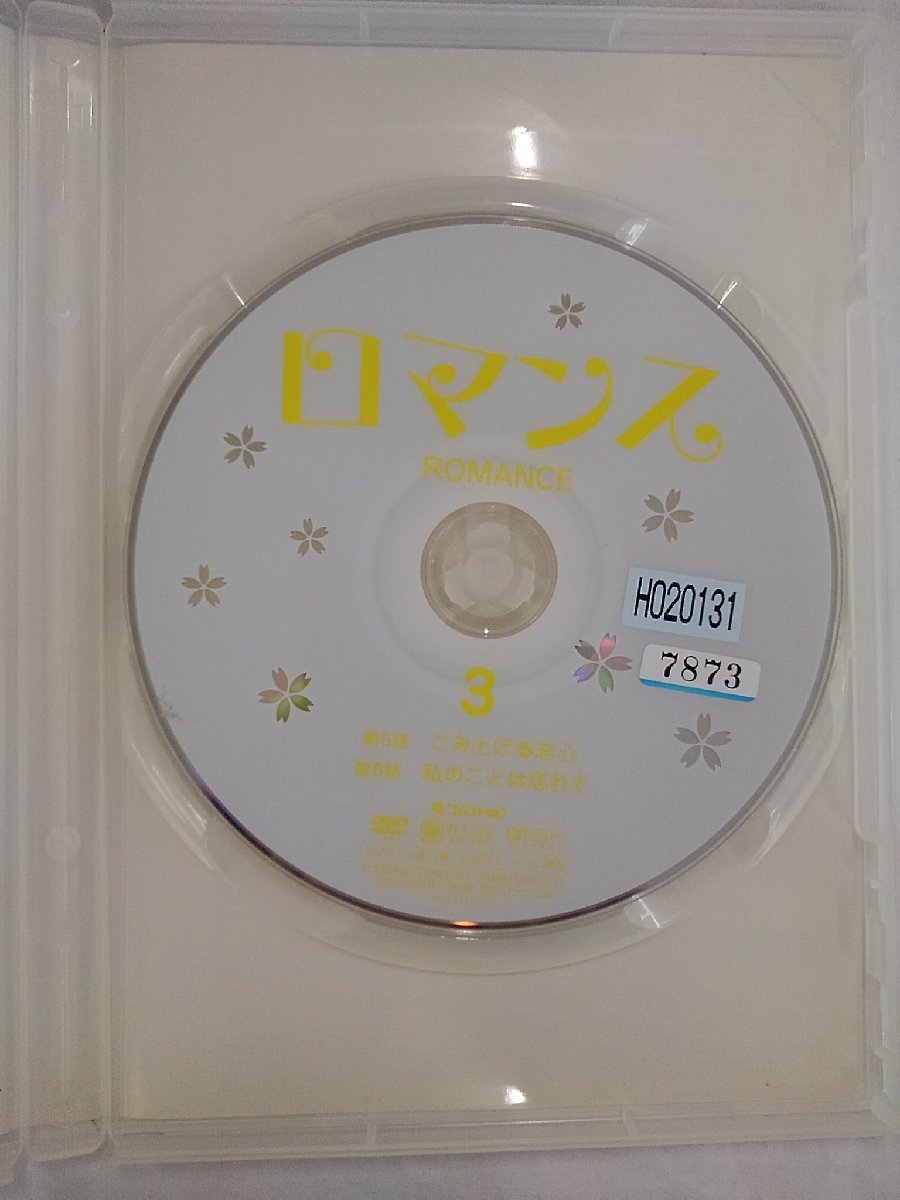 ロマンス
ROMANCE
H020131
7873
3
第5話 こみ上げる恋心
第6話 私のことは忘れて
DVD